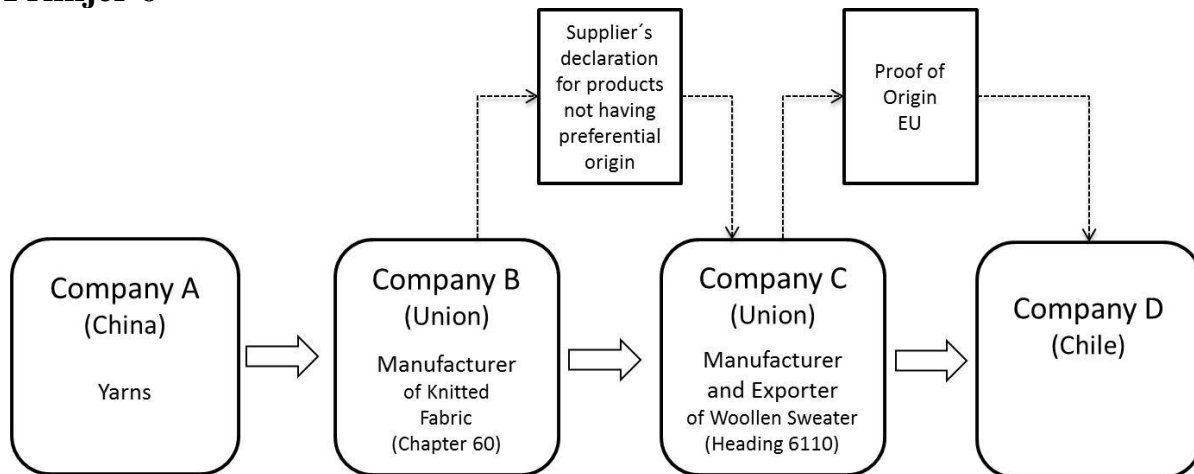 Supplier´s
declaration
for products
not having
preferential
origin
Proof of
Origin
EU
Company A
(China)
Yarns
Company B
(Union)
Manufacturer
of Knitted
Fabric
(Chapter 60)
Company C
(Union)
Manufacturer
and Exporter
of Woollen Sweater
(Heading 6110)
Company D
(Chile)